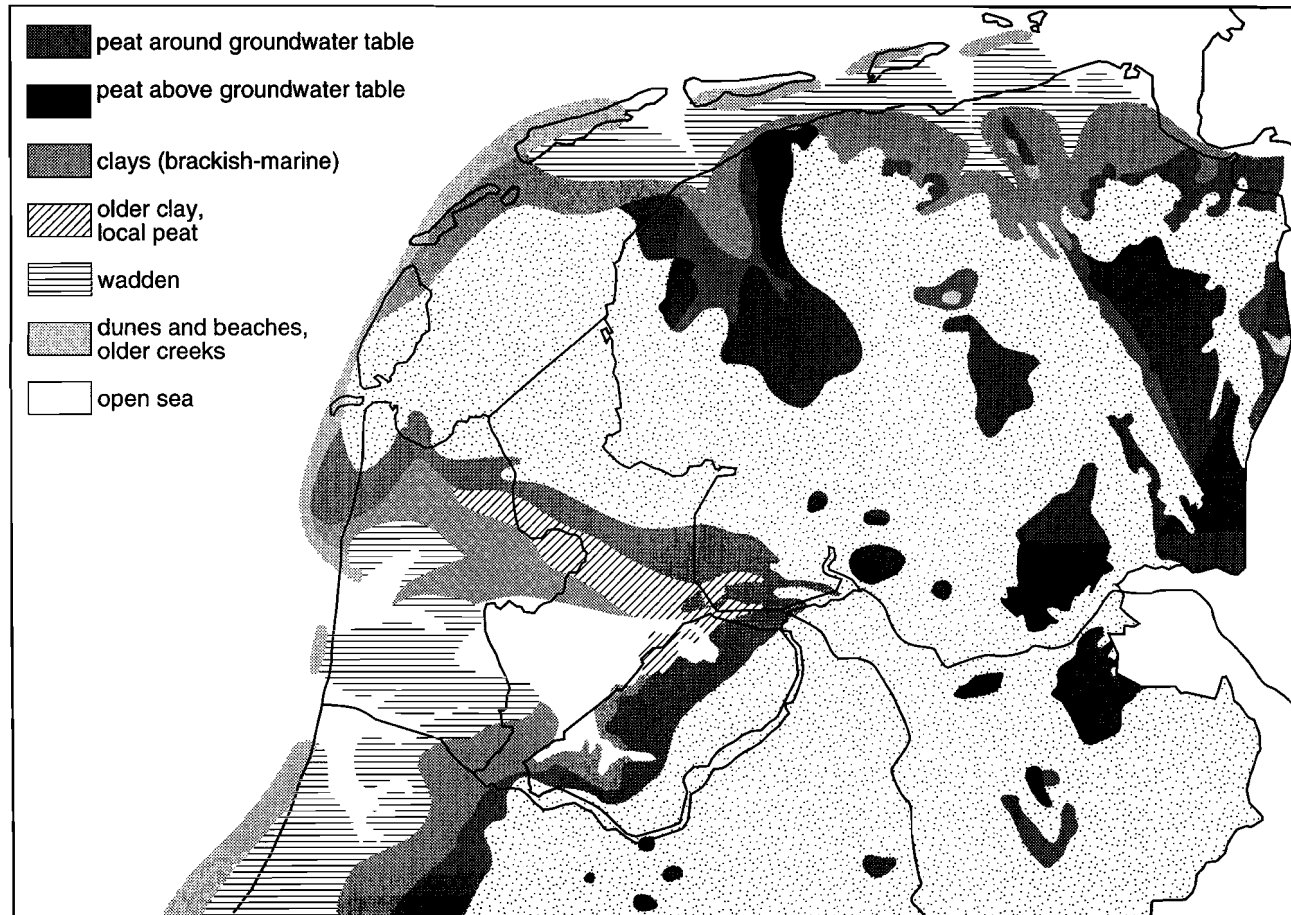 peat around groundwater table
peat above groundwater table
clays (brackish-marine)
older clay,
local peat
wadden
dunes and beaches,
older creeks
open sea